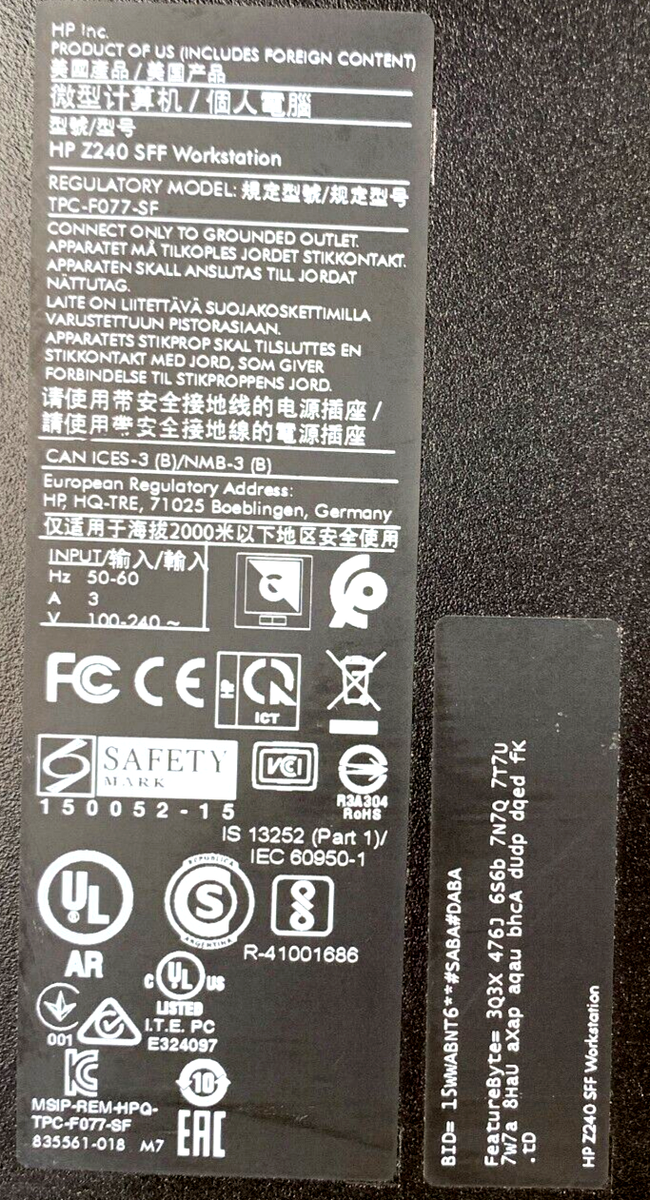 HP Inc.
PRODUCT OF US (INCLUDES FOREIGN CONTENT)
美國產品 / 美国产品
微型计算机 / 個人電腦
型號/型号
HP Z240 SFF Workstation
REGULATORY MODEL: 規定型號/规定型号
TPC-F077-SF
CONNECT ONLY TO GROUNDED OUTLET.
APPARATET MÅ TILKOPLES JORDET STIKKONTAKT.
APPARATEN SKALL ANSLUTAS TILL JORDAT
NÄTTUTAG.
LAITE ON LIITETTÄVÄ SUOJAKOSKETTIMILLA
VARUSTETTUUN PISTORASIAAN.
APPARATETS STIKPROP SKAL TILSLUTTES EN
STIKKONTAKT MED JORD, SOM GIVER
FORBINDELSE TIL STIKPROPPENS JORD.
请使用带安全接地线的电源插座 /
請使用帶安全接地線的電源插座
CAN ICES-3 (B)/NMB-3 (B)
European Regulatory Address:
HP, HQ-TRE, 71025 Boeblingen, Germany
仅适用于海拔2000米以下地区安全使用
INPUT/输入/輸入
Hz 50-60
A 3
V 100-240 ~
FC CE
HP
ICT
SAFETY
MARK
150052-15
VCI
R3A304
RoHS
IS 13252 (Part 1)/
IEC 60950-1
UL
AR
REPUBLICA
S
ARGENTINA
R-41001686
C UL US
LISTED
I.T.E. PC
E324097
001
10
MSIP-REM-HPQ-
TPC-F077-SF
835561-018 M7
EAC
BID= 15WWABNT6**#SABA#DABA
FeatureByte= 3Q3X 476J 6S6b 7N7Q 7T7U
7W7a 8HaU aXap aqau bhcA dudp dqed fK
.tD
HP Z240 SFF Workstation